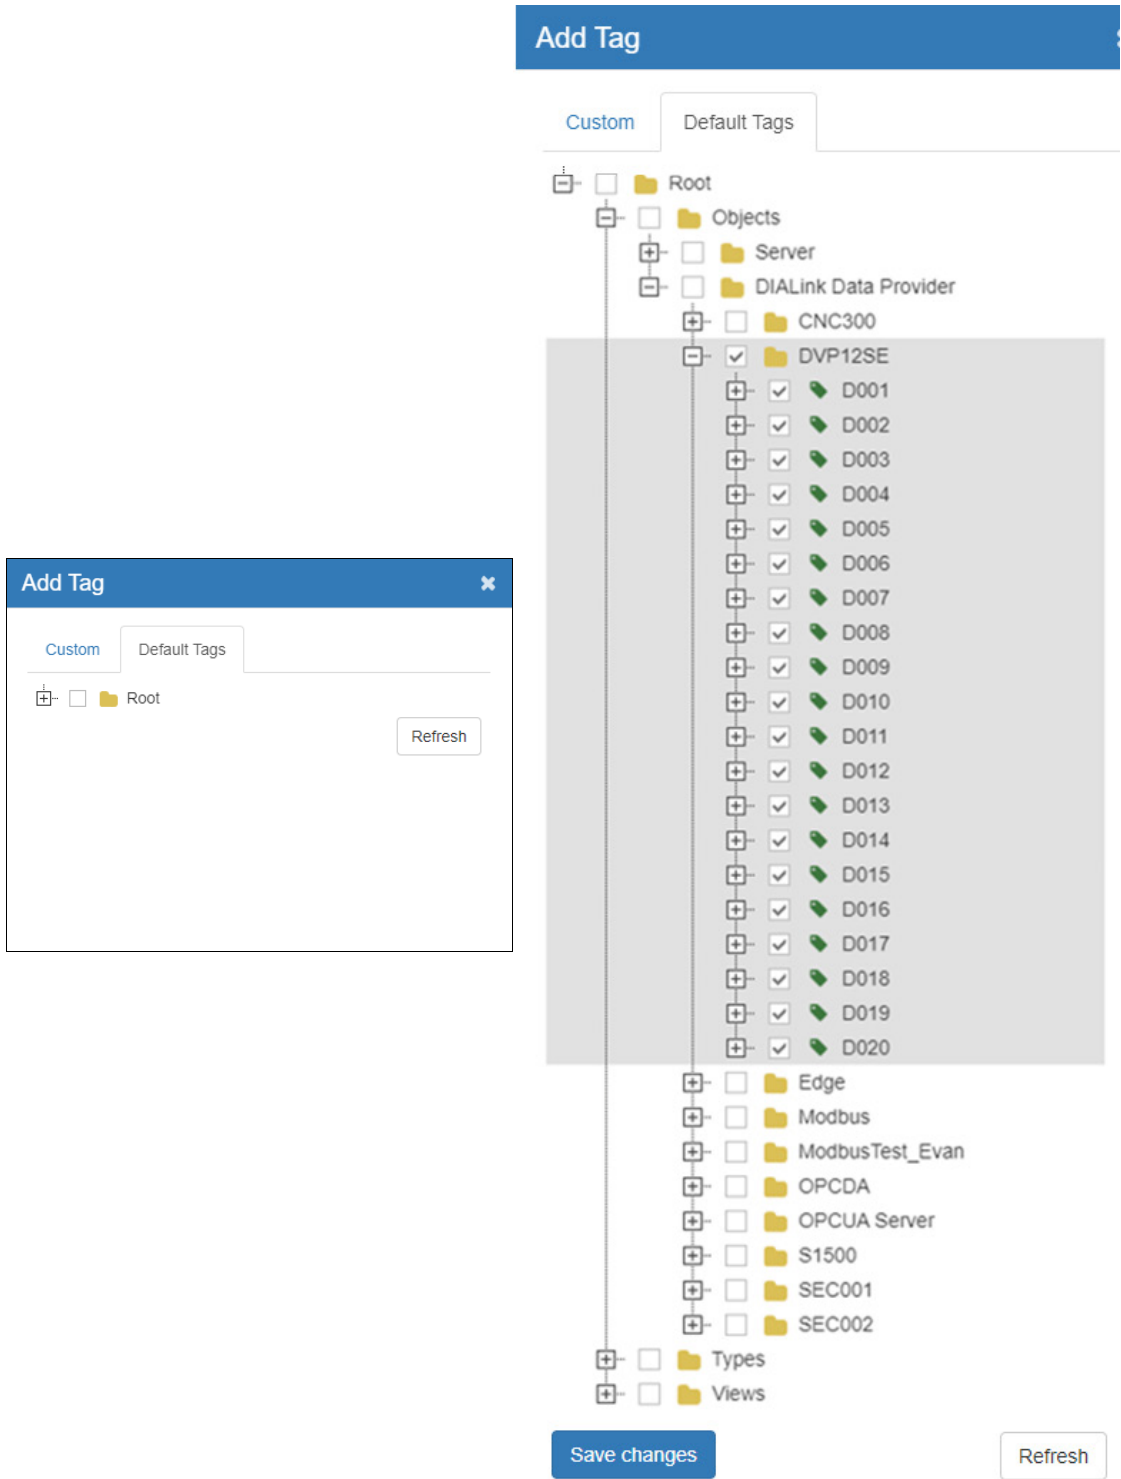 Add Tag
Custom Default Tags
Root
Refresh
Add Tag
Custom Default Tags
Root
Objects
Server
DIALink Data Provider
CNC300
DVP12SE
D001
D002
D003
D004
D005
D006
D007
D008
D009
D010
D011
D012
D013
D014
D015
D016
D017
D018
D019
D020
Edge
Modbus
ModbusTest_Evan
OPCDA
OPCUA Server
S1500
SEC001
SEC002
Types
Views
Save changes Refresh